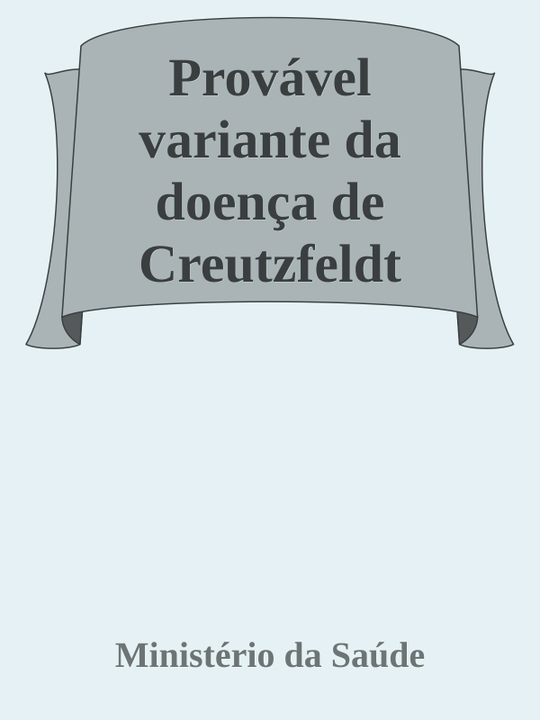 Provável
variante da
doença de
Creutzfeldt
Ministério da Saúde